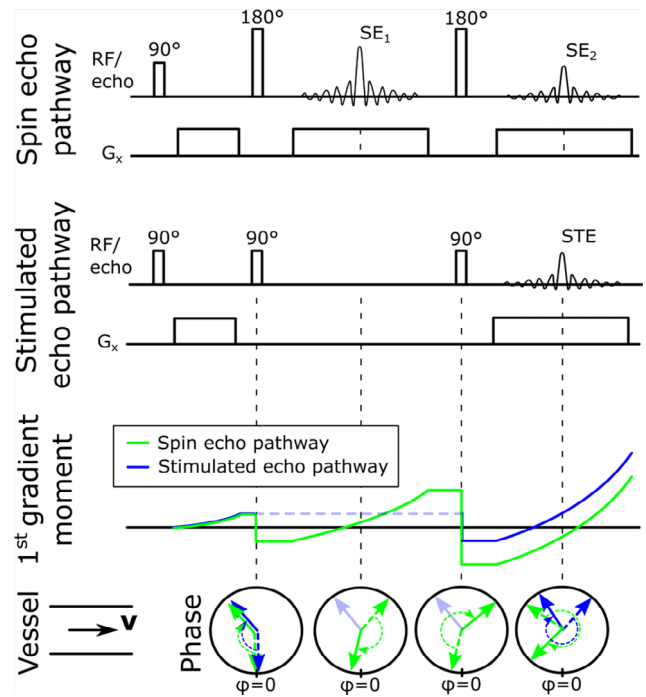 Spin echo
pathway
RF/
echo
90°
180°
SE₁
180°
SE₂
Gₓ
Stimulated
echo pathway
RF/
echo
90°
90°
90°
STE
Gₓ
1ˢᵗ gradient
moment
Spin echo pathway
Stimulated echo pathway
Vessel
v
Phase
φ=0
φ=0
φ=0
φ=0